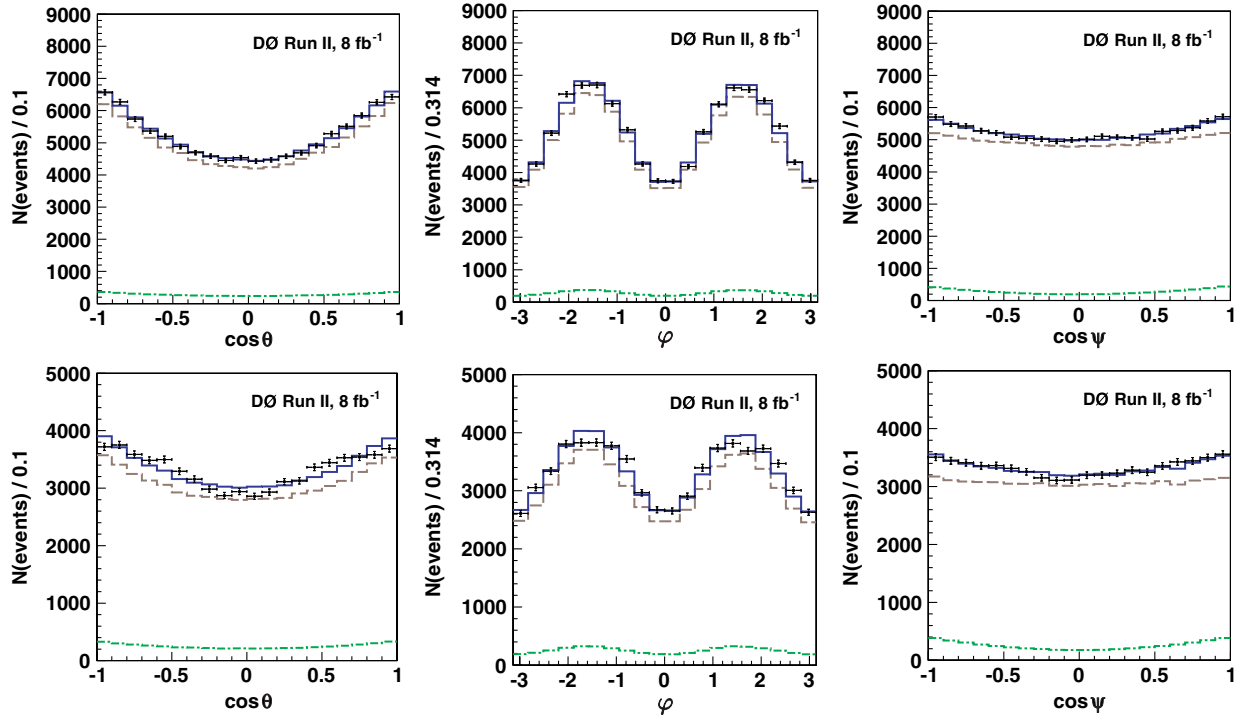 9000
8000
7000
6000
5000
4000
3000
2000
1000
0
N(events) / 0.1
DØ Run II, 8 fb⁻¹
-1 -0.5 0 0.5 1
cos θ
9000
8000
7000
6000
5000
4000
3000
2000
1000
0
N(events) / 0.314
DØ Run II, 8 fb⁻¹
-3 -2 -1 0 1 2 3
φ
9000
8000
7000
6000
5000
4000
3000
2000
1000
0
N(events) / 0.1
DØ Run II, 8 fb⁻¹
-1 -0.5 0 0.5 1
cos ψ
5000
4000
3000
2000
1000
0
N(events) / 0.1
DØ Run II, 8 fb⁻¹
-1 -0.5 0 0.5 1
cos θ
5000
4000
3000
2000
1000
0
N(events) / 0.314
DØ Run II, 8 fb⁻¹
-3 -2 -1 0 1 2 3
φ
5000
4000
3000
2000
1000
0
N(events) / 0.1
DØ Run II, 8 fb⁻¹
-1 -0.5 0 0.5 1
cos ψ